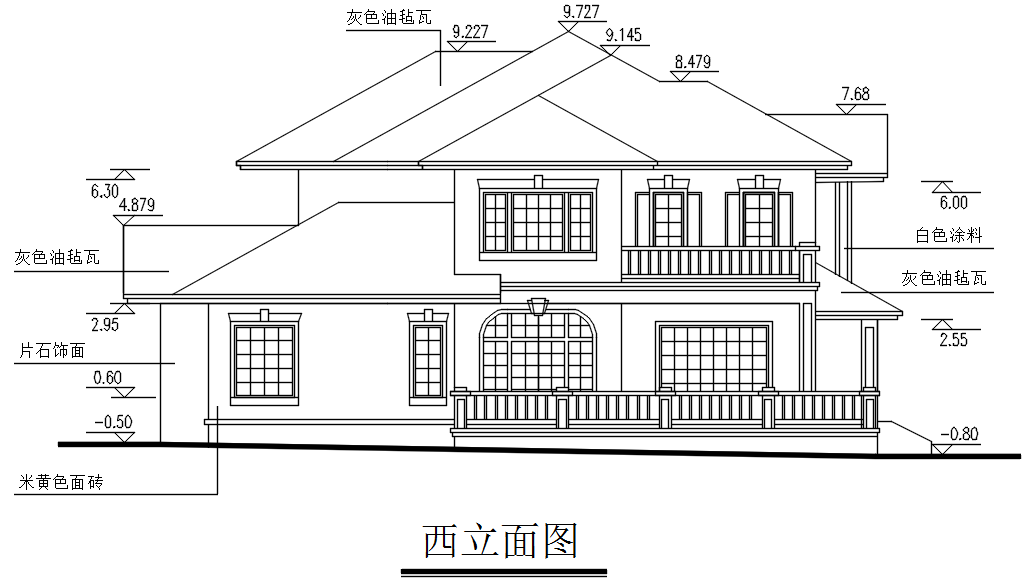 灰色油毡瓦
9.727
9.227
9.145
8.479
7.68
6.30
4.879
6.00
白色涂料
灰色油毡瓦
灰色油毡瓦
2.95
2.55
片石饰面
0.60
-0.50
-0.80
米黄色面砖
西立面图